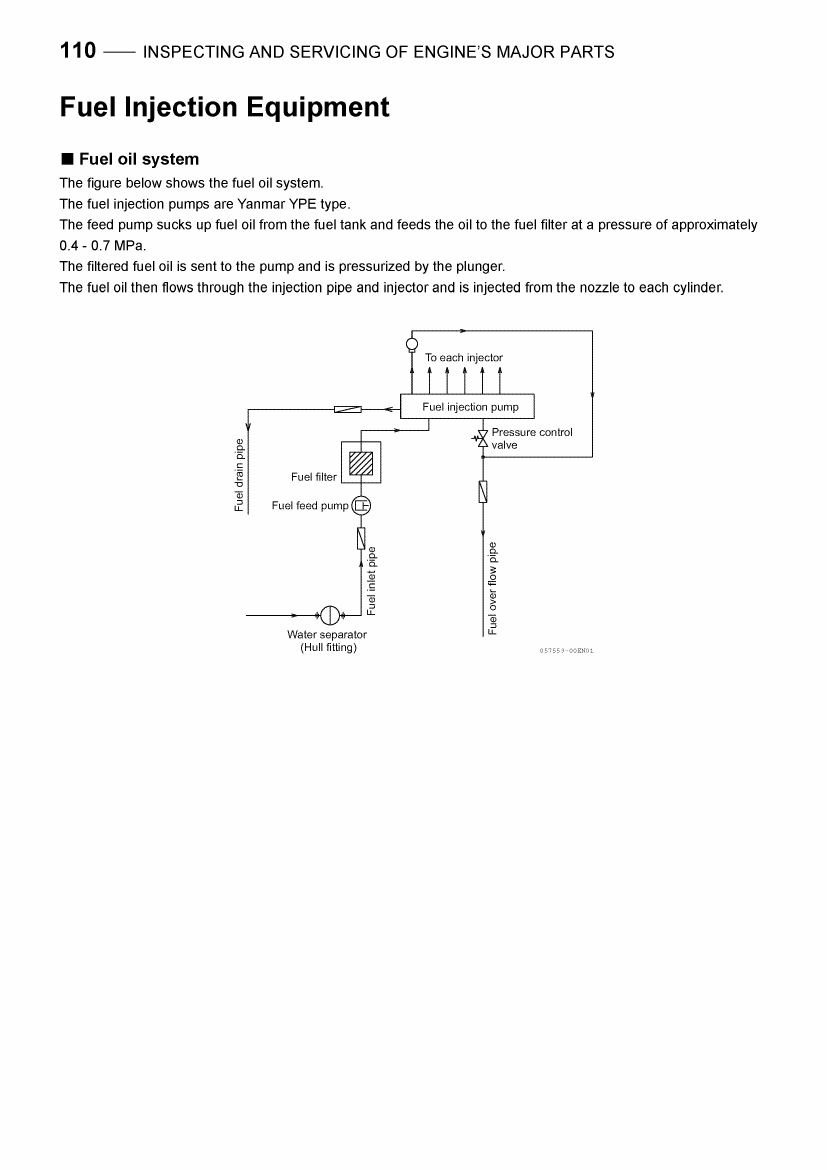 110 —— INSPECTING AND SERVICING OF ENGINE'S MAJOR PARTS
Fuel Injection Equipment
■ Fuel oil system
The figure below shows the fuel oil system.
The fuel injection pumps are Yanmar YPE type.
The feed pump sucks up fuel oil from the fuel tank and feeds the oil to the fuel filter at a pressure of approximately
0.4 - 0.7 MPa.
The filtered fuel oil is sent to the pump and is pressurized by the plunger.
The fuel oil then flows through the injection pipe and injector and is injected from the nozzle to each cylinder.
To each injector
Fuel injection pump
Pressure control
valve
Fuel drain pipe
Fuel filter
Fuel feed pump
Fuel inlet pipe
Fuel over flow pipe
Water separator
(Hull fitting)
057559-00EN01